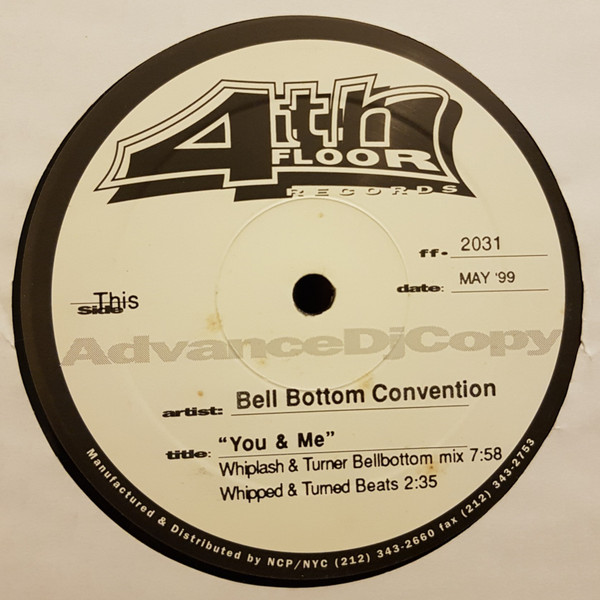 4th
FLOOR
RECORDS
ff. 2031
date: MAY '99
This
Side
AdvanceDjCopy
artist: Bell Bottom Convention
title: “You & Me”
Whiplash & Turner Bellbottom mix 7:58
Whipped & Turned Beats 2:35
Manufactured & Distributed by NCP/NYC (212) 343-2660 fax (212) 343-2753